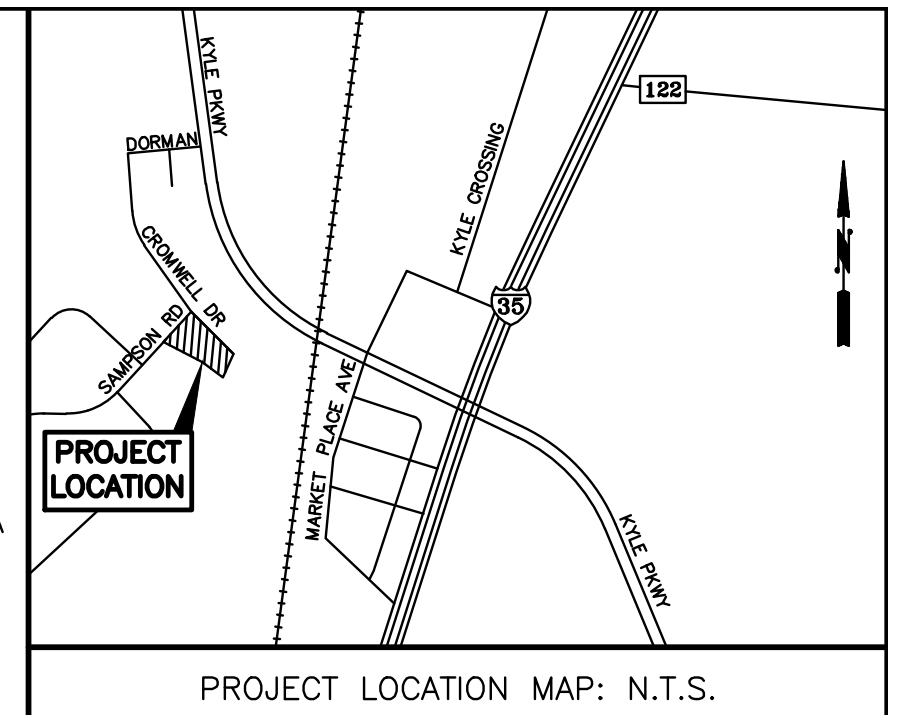 KYLE PKWY
122
DORMAN
KYLE CROSSING
CROMWELL DR
N
35
SAMPSON RD
MARKET PLACE AVE
PROJECT
LOCATION
KYLE PKWY
PROJECT LOCATION MAP: N.T.S.